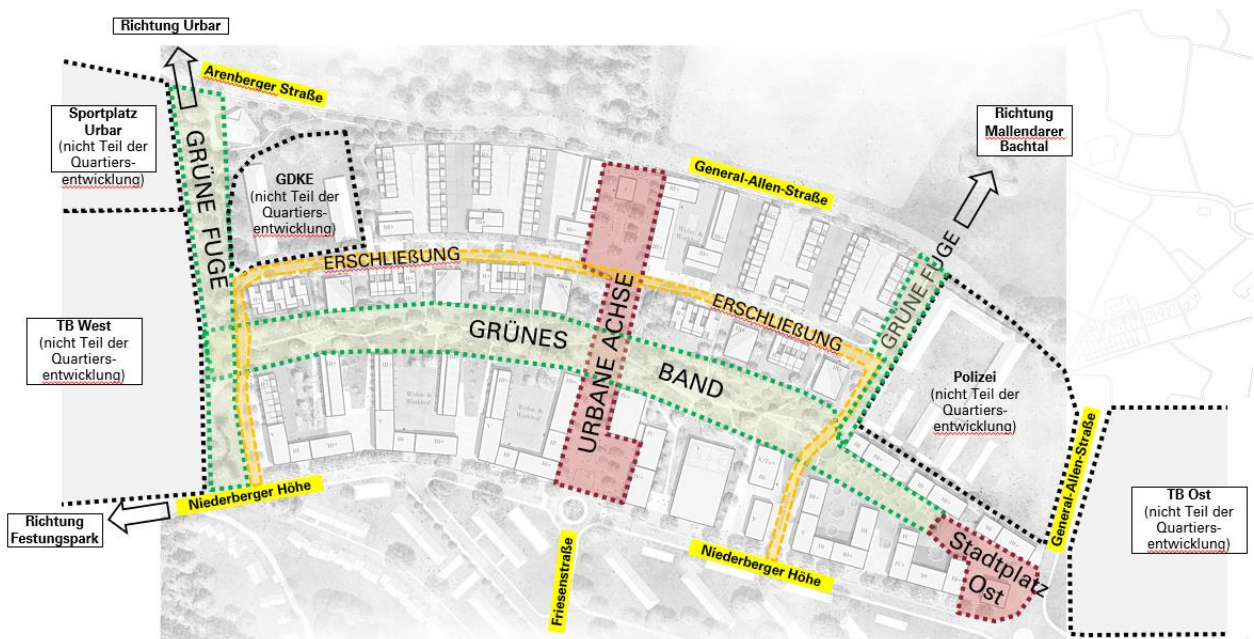 Richtung Urbar
Arenberger Straße
Sportplatz
Urbar
(nicht Teil der
Quartiers-
entwicklung)
GRÜNE FUGE
GDKE
(nicht Teil der
Quartiers-
entwicklung)
General-Allen-Straße
Richtung
Mallendarer
Bachtal
ERSCHLIEßUNG
URBANE ACHSE
ERSCHLIEßUNG
GRÜNE FUGE
GRÜNES
BAND
TB West
(nicht Teil der
Quartiers-
entwicklung)
Polizei
(nicht Teil der
Quartiers-
entwicklung)
General-Allen-Straße
Wohn- &
Werkhof
Niederberger Höhe
Richtung
Festungspark
Friesenstraße
Niederberger Höhe
Stadtplatz
Ost
TB Ost
(nicht Teil der
Quartiers-
entwicklung)